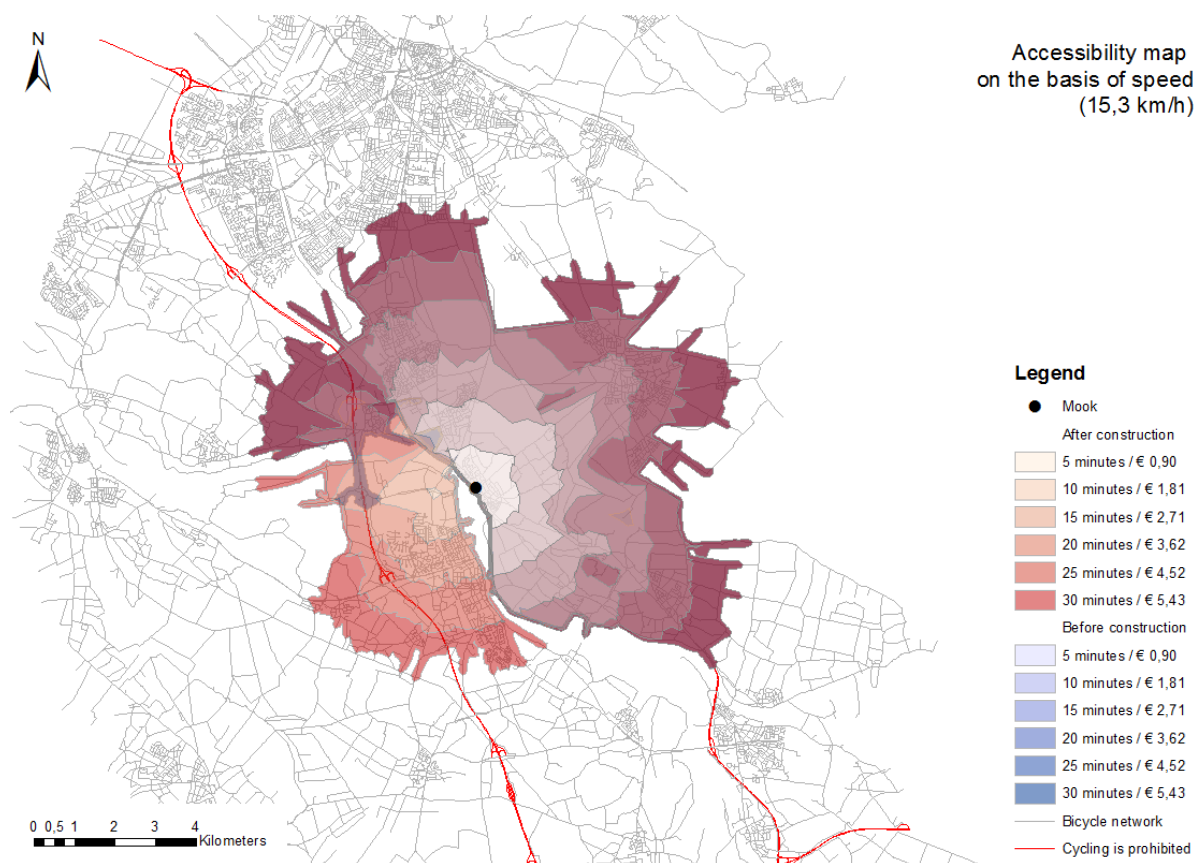 N
Accessibility map
on the basis of speed
(15,3 km/h)
Legend
Mook
After construction
5 minutes / € 0,90
10 minutes / € 1,81
15 minutes / € 2,71
20 minutes / € 3,62
25 minutes / € 4,52
30 minutes / € 5,43
Before construction
5 minutes / € 0,90
10 minutes / € 1,81
15 minutes / € 2,71
20 minutes / € 3,62
25 minutes / € 4,52
30 minutes / € 5,43
Bicycle network
Cycling is prohibited
0 0,5 1 2 3 4
Kilometers